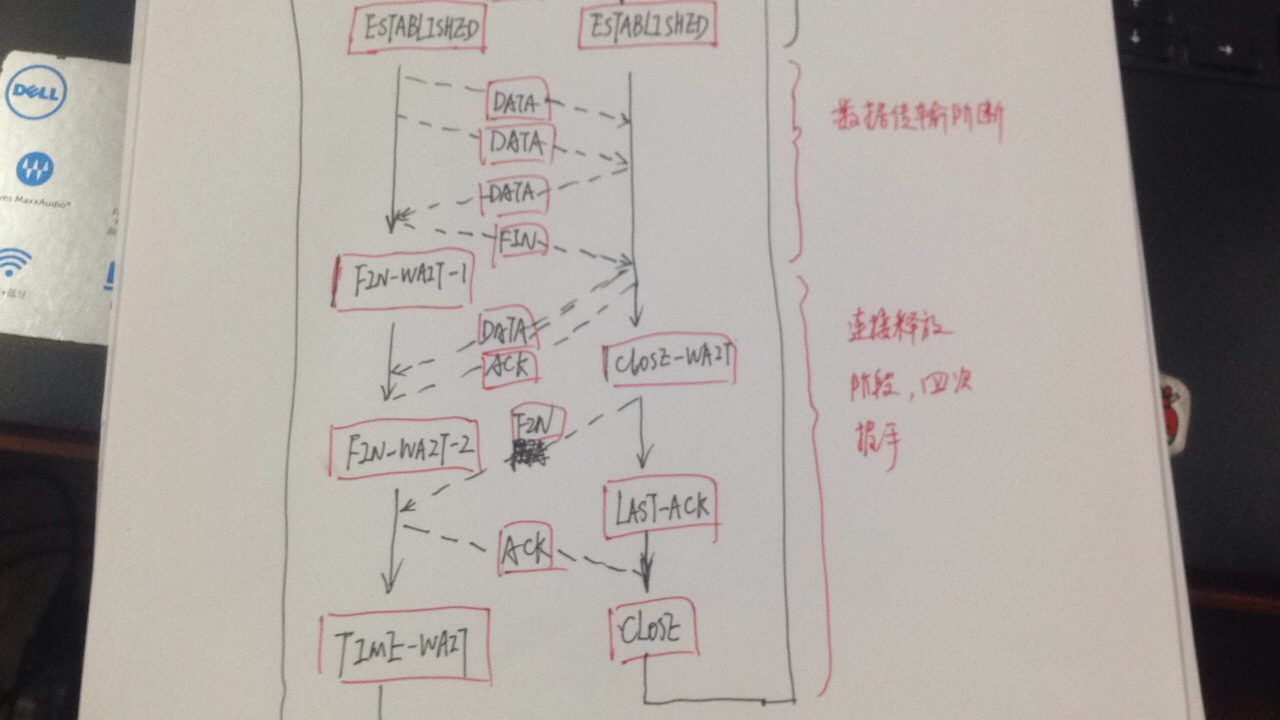 DELL
MaxxAudio®
ESTABLISHED
ESTABLISHED
DATA
DATA
DATA
数据传输阶段
FIN
FIN-WAIT-1
DATA
ACK
CLOSE-WAIT
连接释放
阶段,四次
握手
FIN-WAIT-2
FIN
LAST-ACK
ACK
TIME-WAIT
CLOSE